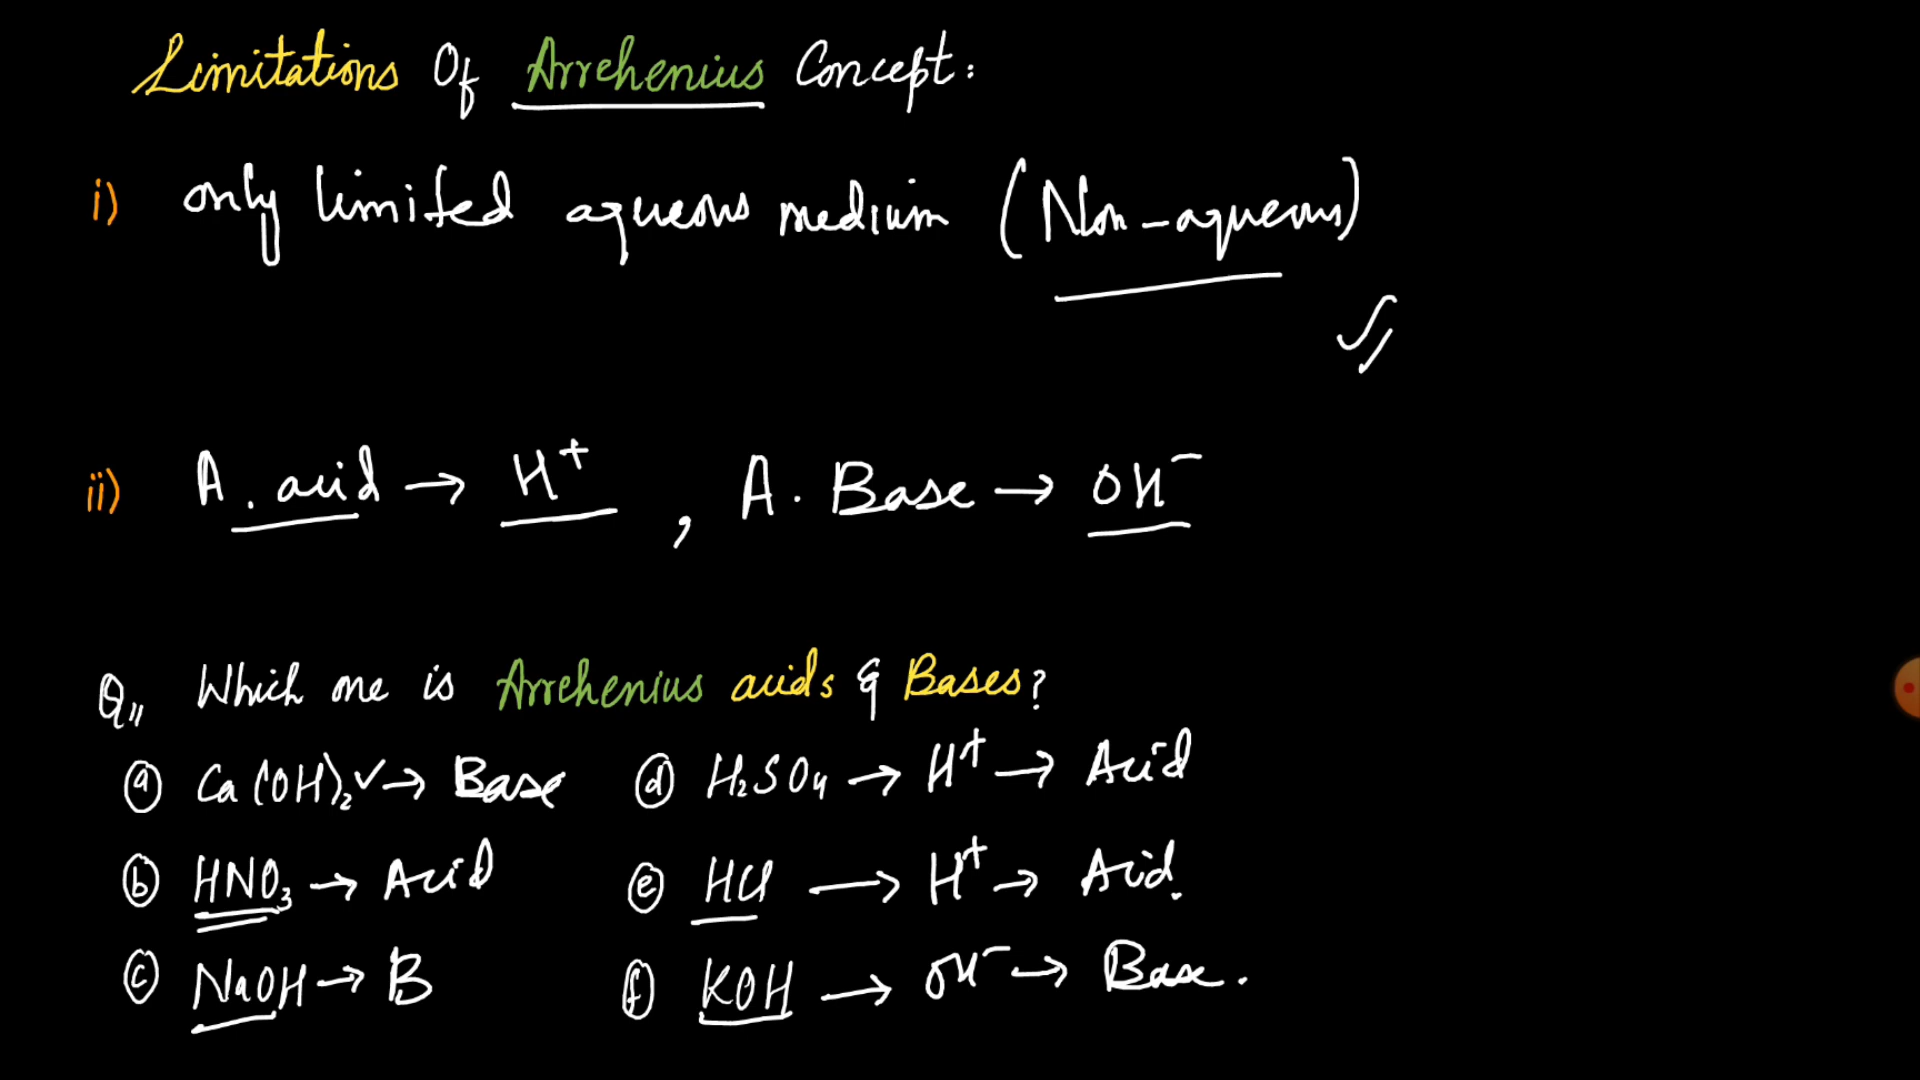 Limitations Of Arrehenius Concept:
i) only limited aqueous medium (Non-aqueous)
ii) A. acid → H⁺ , A. Base → OH⁻
Q,, Which one is Arrehenius acids & Bases?
(a) Ca(OH)₂ ✓→ Base (d) H₂SO₄ → H⁺ → Acid
(b) HNO₃ → Acid (e) HCl → H⁺ → Acid.
(c) NaOH → B (f) KOH → OH⁻ → Base.